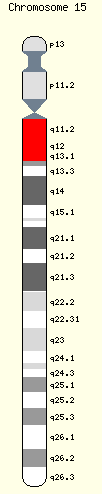 Chromosome 15
p13
p11.2
q11.2
q12
q13.1
q13.3
q14
q15.1
q21.1
q21.2
q21.3
q22.2
q22.31
q23
q24.1
q24.3
q25.1
q25.2
q25.3
q26.1
q26.2
q26.3